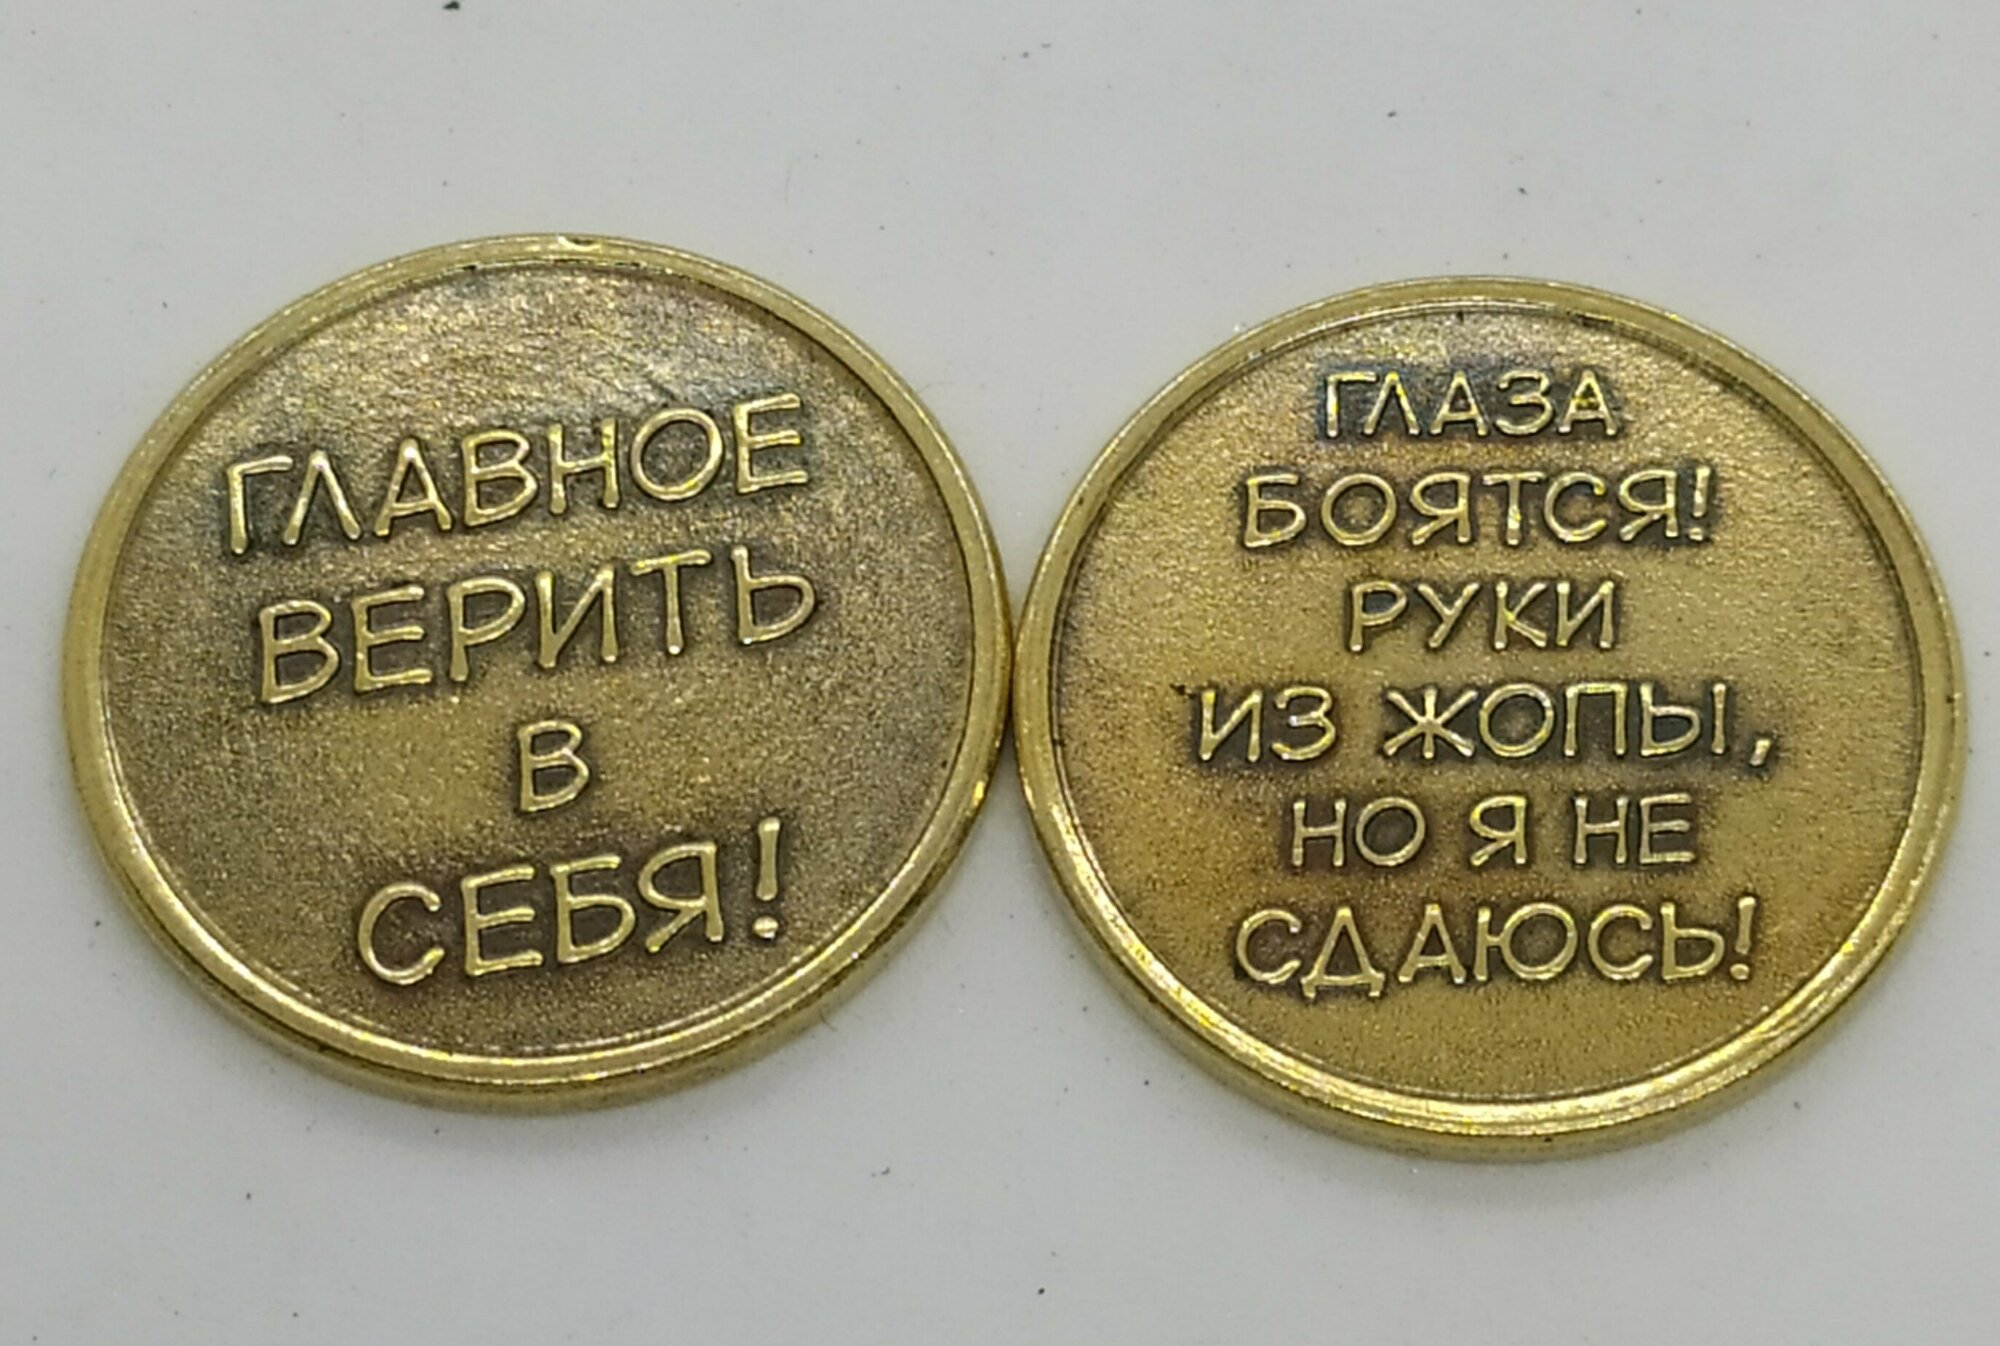 ГЛАВНОЕ
ВЕРИТЬ
В
СЕБЯ!
ГЛАЗА
БОЯТСЯ!
РУКИ
ИЗ ЖОПЫ,
НО Я НЕ
СДАЮСЬ!